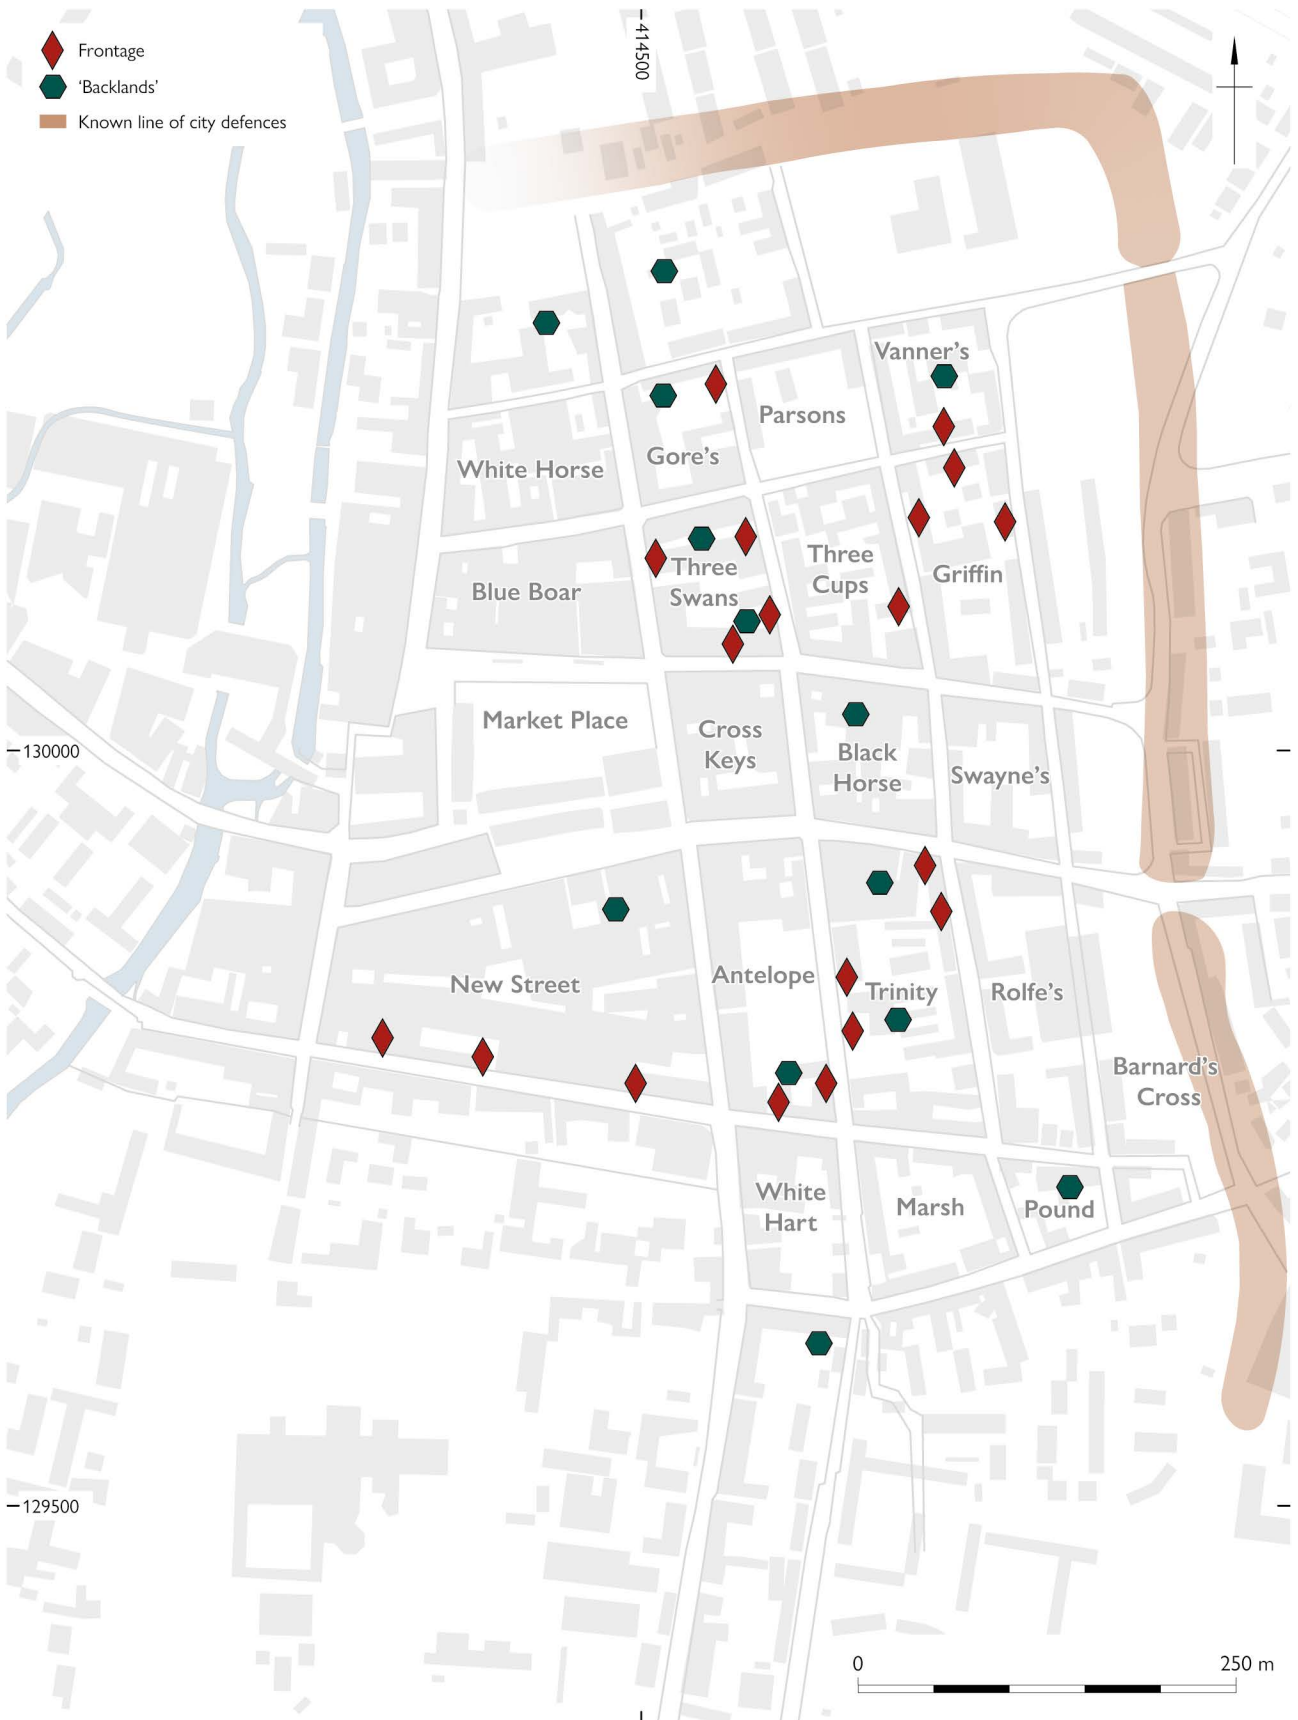 Frontage
'Backlands'
Known line of city defences
414500
Vanner's
Parsons
Gore's
White Horse
Three
Swans
Three
Cups
Griffin
Blue Boar
Market Place
Cross
Keys
Black
Horse
Swayne's
130000
New Street
Antelope
Trinity
Rolfe's
Barnard's
Cross
White
Hart
Marsh
Pound
129500
0
250 m